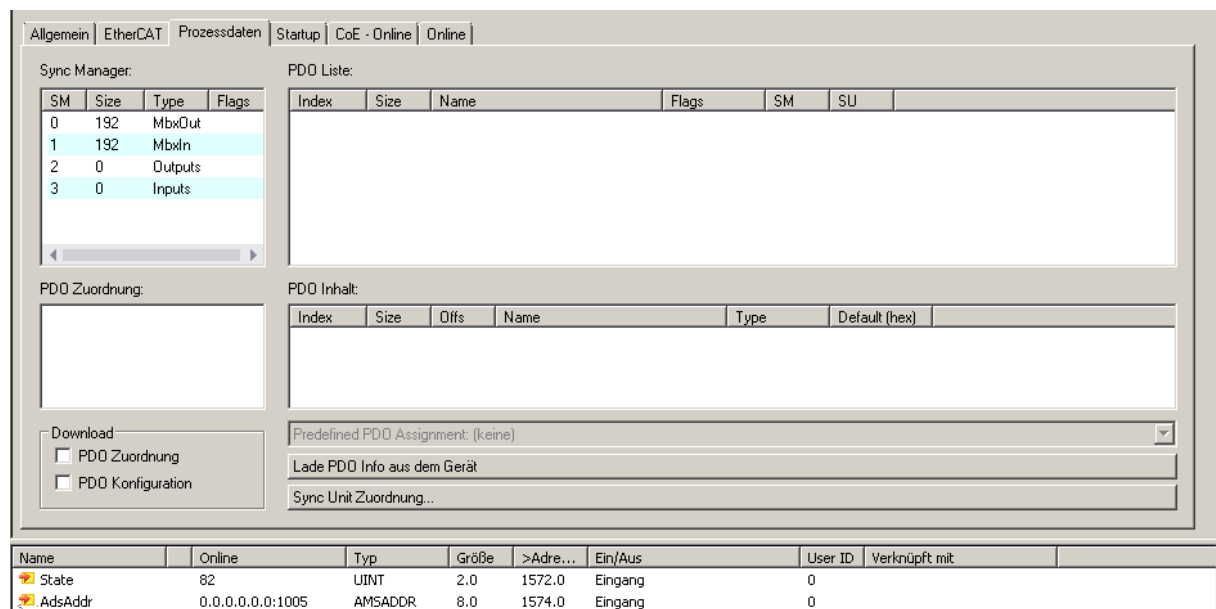 Allgemein EtherCAT Prozessdaten Startup CoE - Online Online
Sync Manager:
SM Size Type Flags
0 192 MbxOut
1 192 MbxIn
2 0 Outputs
3 0 Inputs
PDO Liste:
Index Size Name Flags SM SU
PDO Zuordnung:
PDO Inhalt:
Index Size Offs Name Type Default (hex)
Download
PDO Zuordnung
PDO Konfiguration
Predefined PDO Assignment: (keine)
Lade PDO Info aus dem Gerät
Sync Unit Zuordnung...
Name Online Typ Größe >Adre... Ein/Aus User ID Verknüpft mit
State 82 UINT 2.0 1572.0 Eingang 0
AdsAddr 0.0.0.0.0.0:1005 AMSADDR 8.0 1574.0 Eingang 0